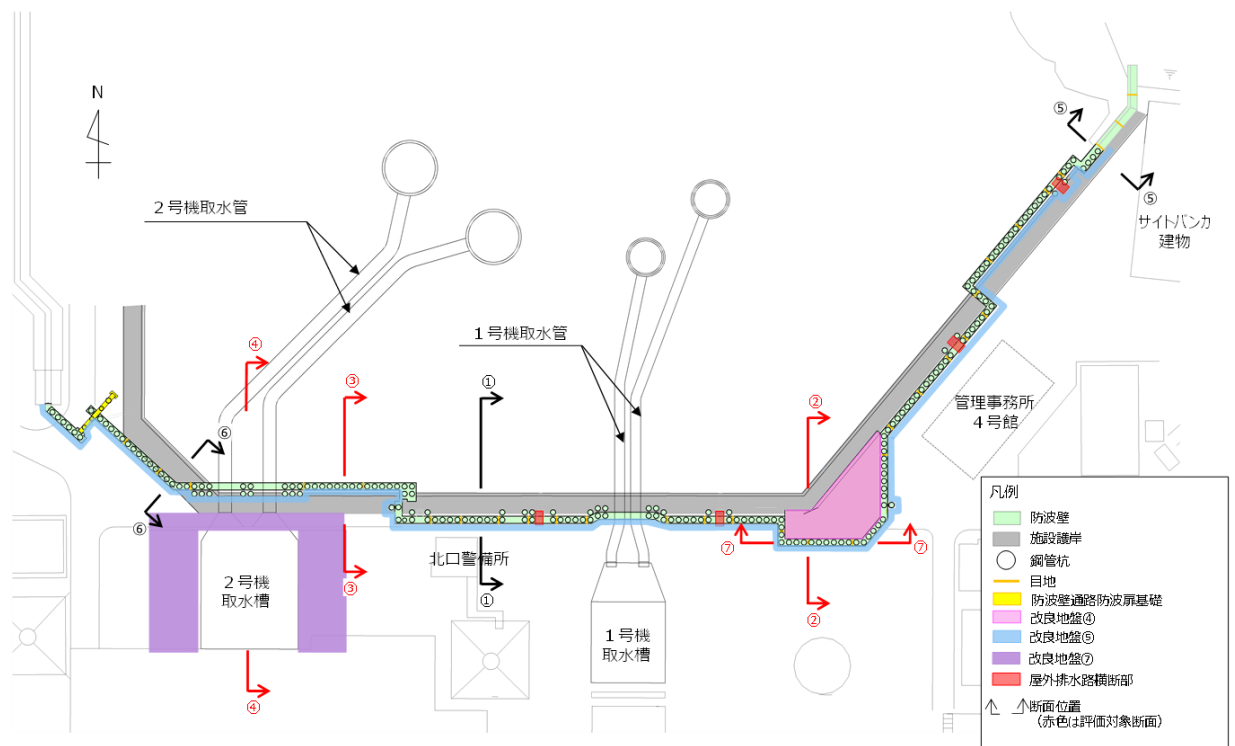 N
2号機取水管
1号機取水管
⑤
⑤
サイトバンカ
建物
④
③
①
②
⑥
⑥
管理事務所
4号館
北口警備所
③
①
②
⑦
⑦
2号機
取水槽
1号機
取水槽
④
凡例
防波壁
施設護岸
鋼管杭
目地
防波壁通路防波扉基礎
改良地盤④
改良地盤⑤
改良地盤⑦
屋外排水路横断部
断面位置
(赤色は評価対象断面)